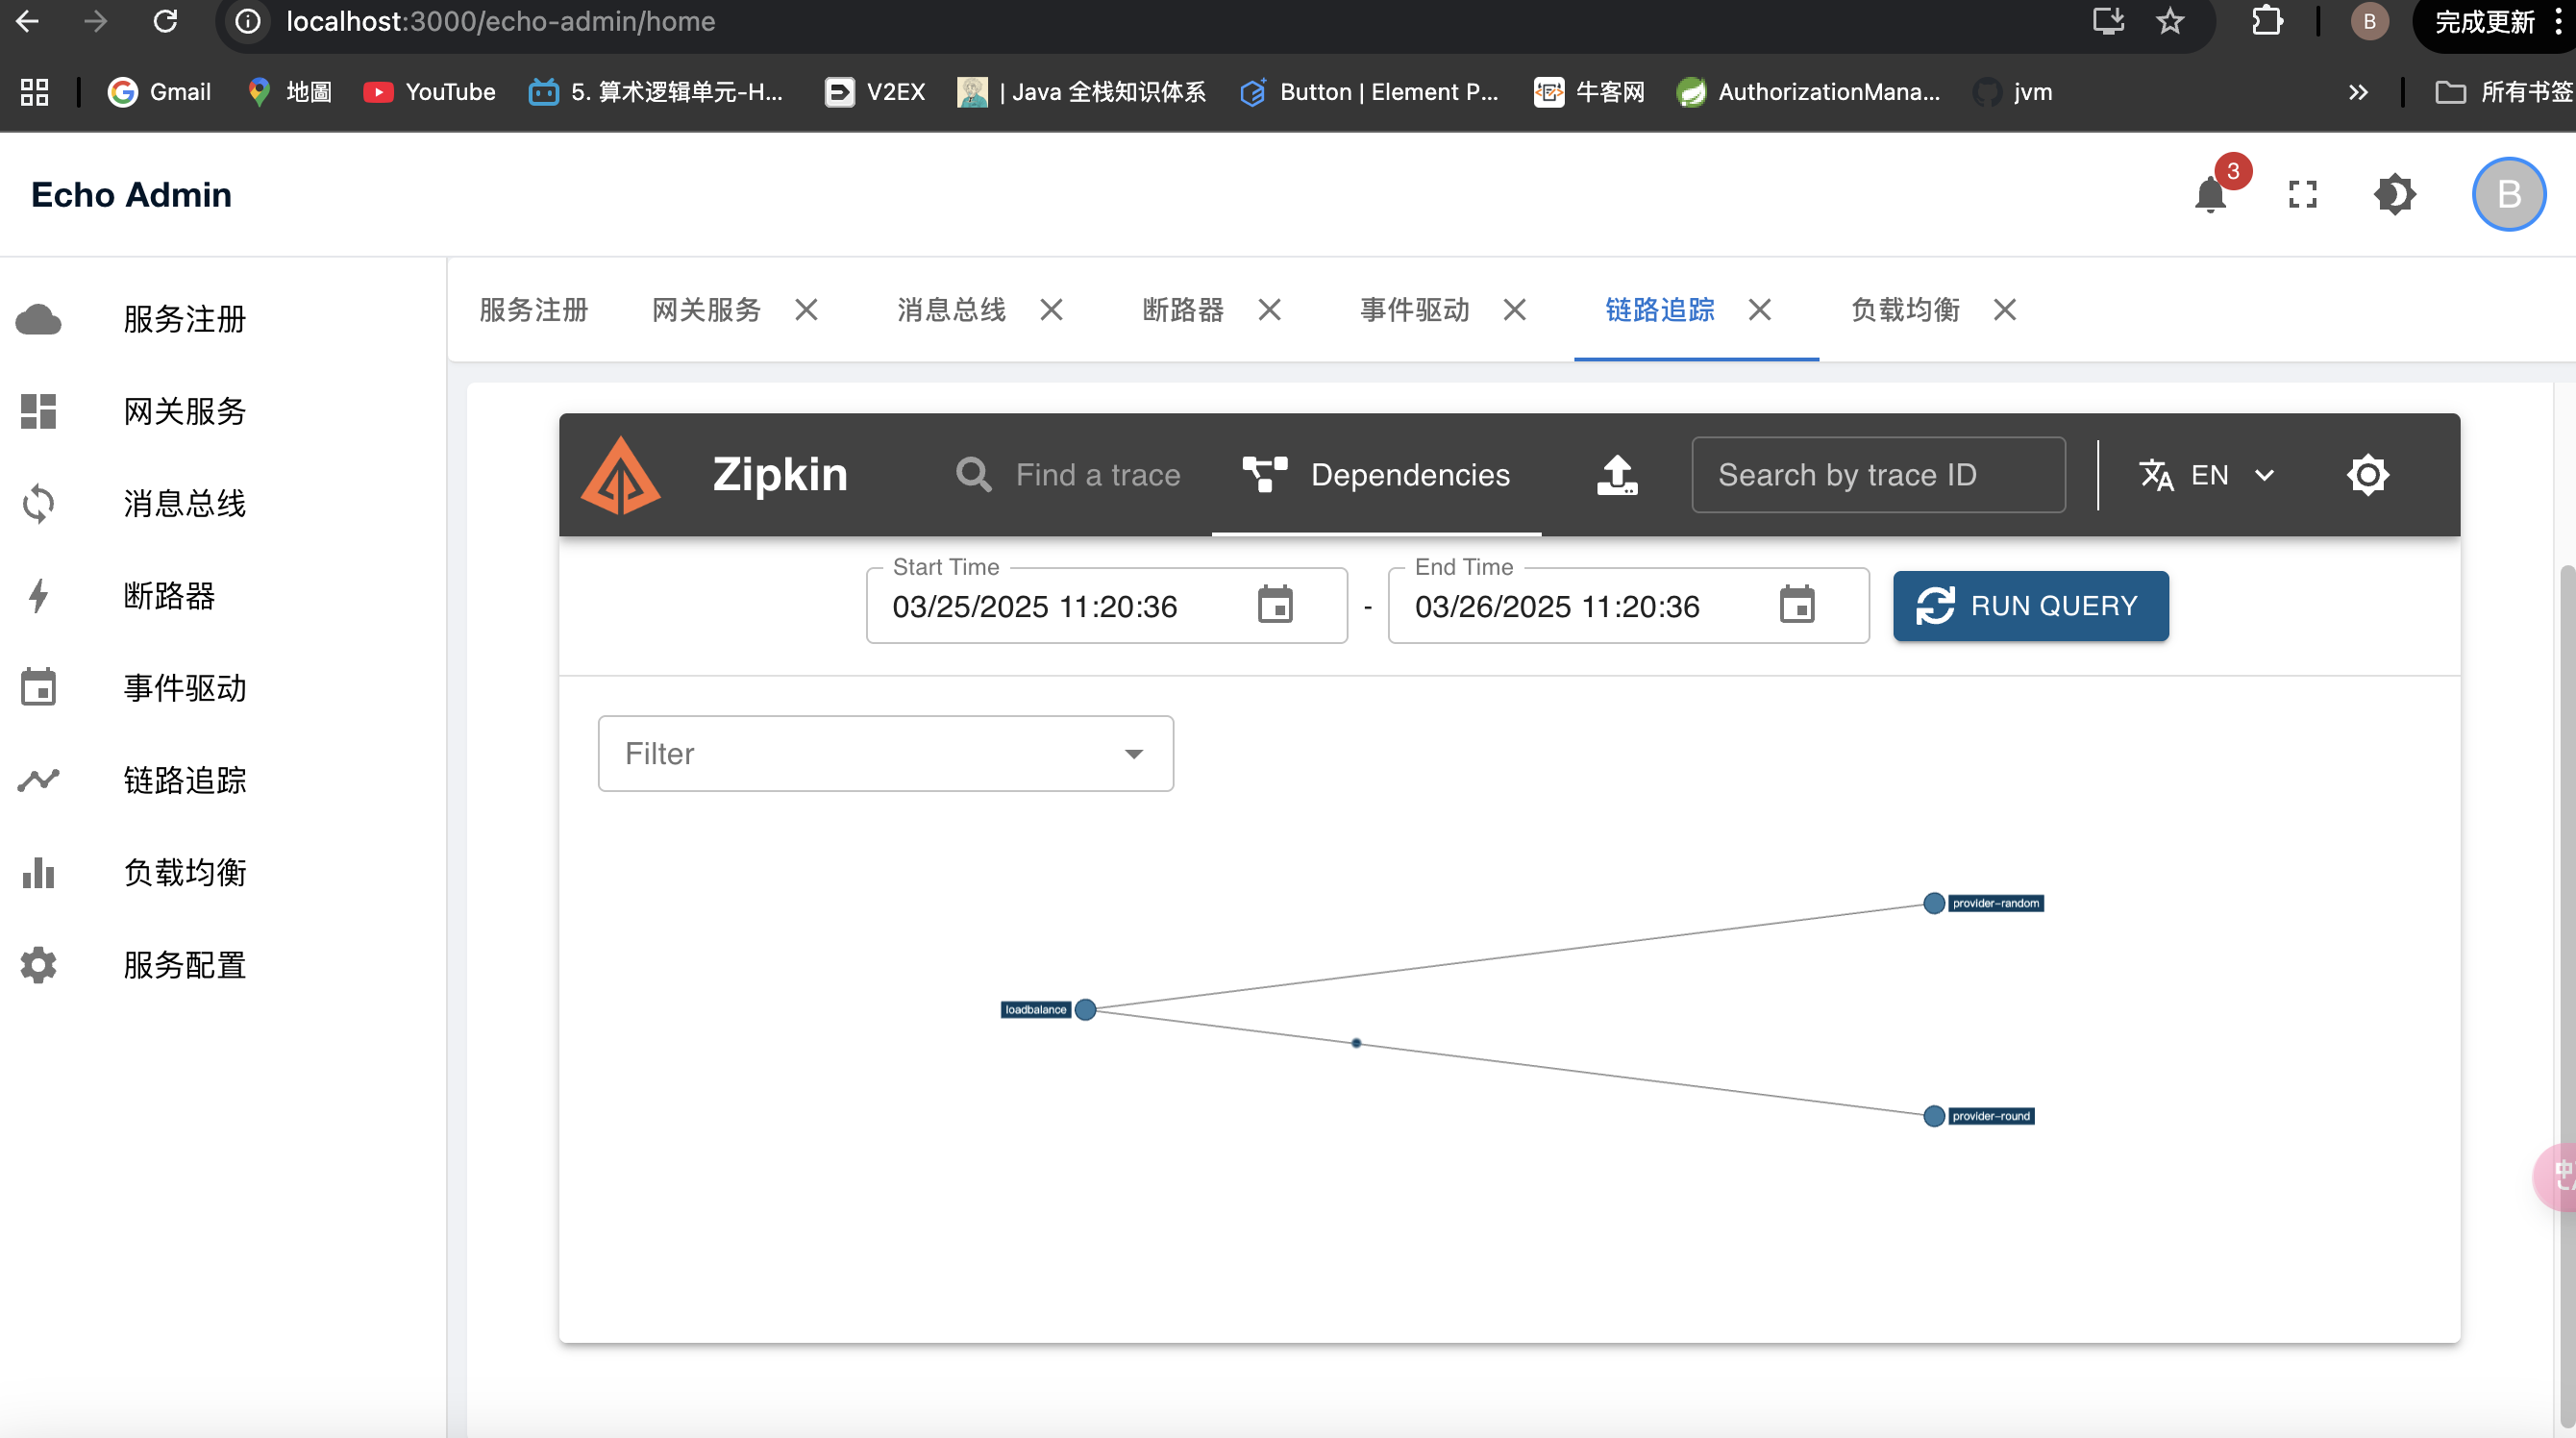 localhost:3000/echo-admin/home
B
完成更新
Gmail
地圖
YouTube
5. 算术逻辑单元-H...
V2EX
| Java 全栈知识体系
Button | Element P...
牛客网
AuthorizationMana...
jvm
所有书签
Echo Admin
3
B
服务注册
网关服务
消息总线
断路器
事件驱动
链路追踪
负载均衡
服务配置
服务注册
网关服务
消息总线
断路器
事件驱动
链路追踪
负载均衡
Zipkin
Find a trace
Dependencies
Search by trace ID
EN
Start Time
03/25/2025 11:20:36
-
End Time
03/26/2025 11:20:36
RUN QUERY
Filter
provider-random
loadbalance
provider-round